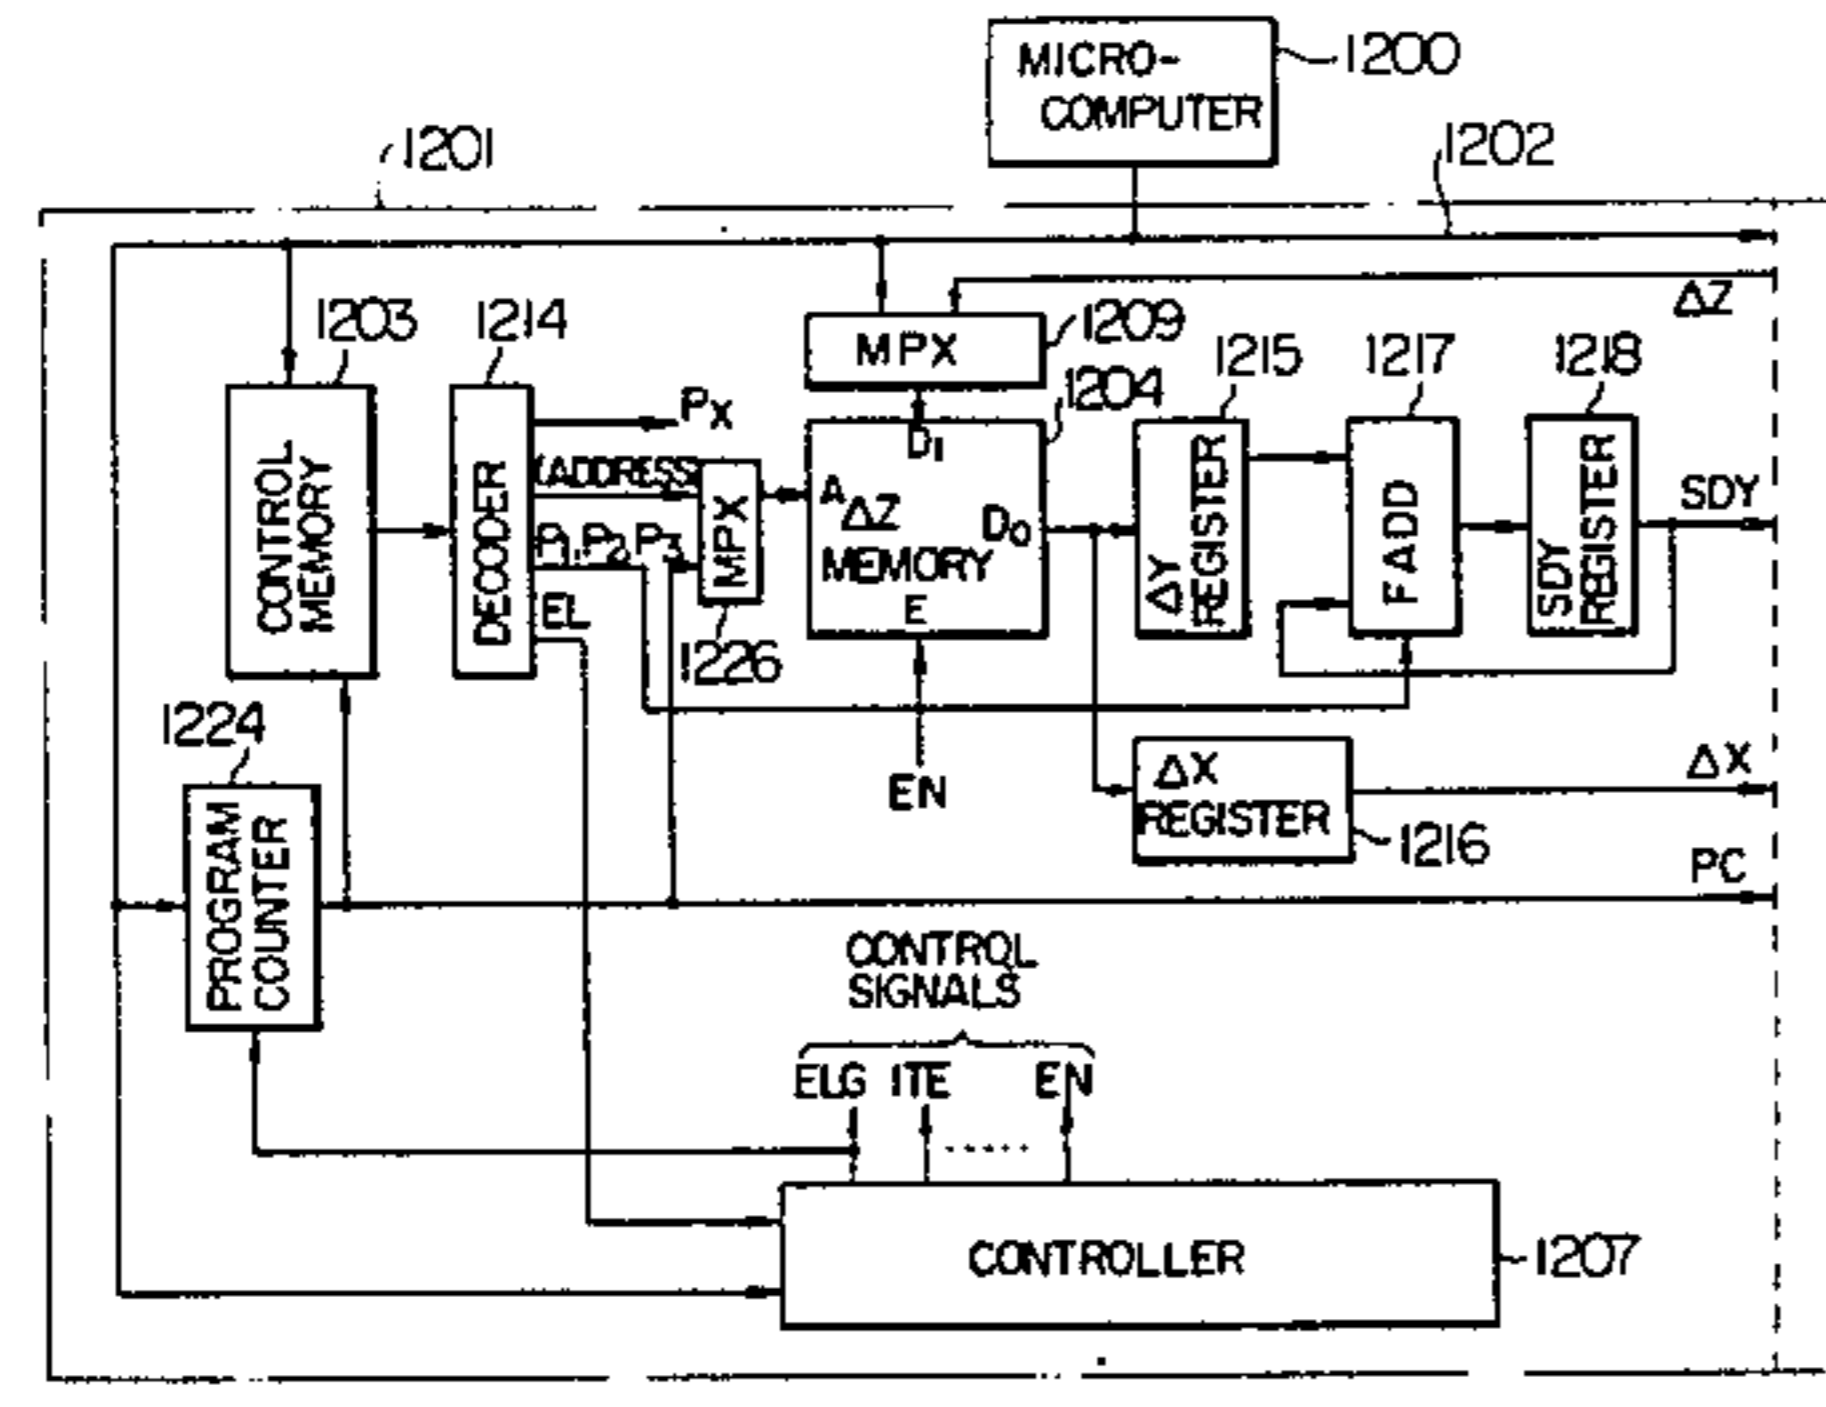 MICRO-
COMPUTER
1200
1201
1202
ΔZ
1203
1214
MPX
1209
1215
1217
1218
1204
CONTROL
MEMORY
DECODER
PX
(ADDRESS
P1,P2,P3
EL
MPX
1226
DI
A
ΔZ
MEMORY
DO
E
ΔY
REGISTER
FADD
SDY
REGISTER
SDY
1224
PROGRAM
COUNTER
EN
ΔX
REGISTER
1216
ΔX
PC
CONTROL
SIGNALS
ELG ITE ..... EN
CONTROLLER
1207